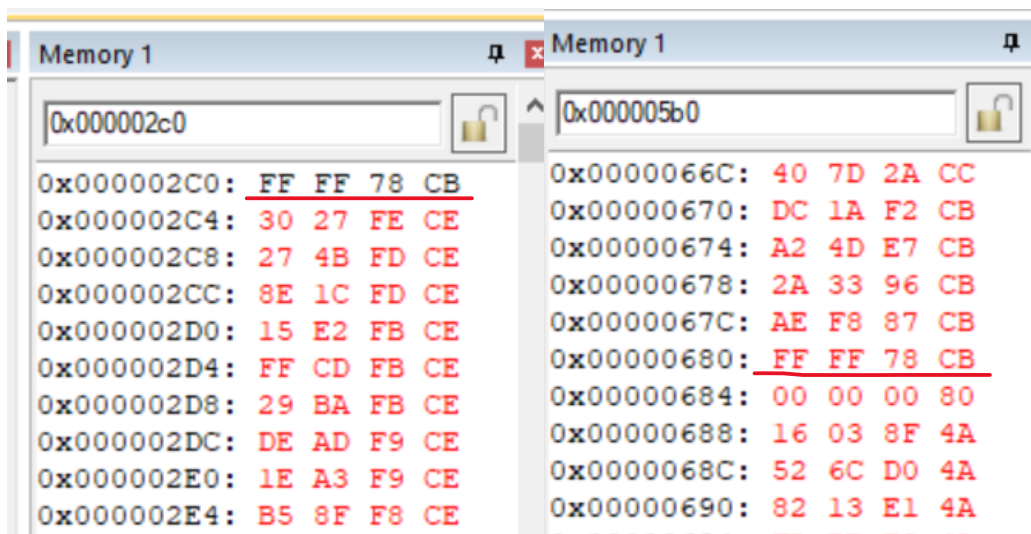 Memory 1
0x000002c0
0x000002C0: FF FF 78 CB
0x000002C4: 30 27 FE CE
0x000002C8: 27 4B FD CE
0x000002CC: 8E 1C FD CE
0x000002D0: 15 E2 FB CE
0x000002D4: FF CD FB CE
0x000002D8: 29 BA FB CE
0x000002DC: DE AD F9 CE
0x000002E0: 1E A3 F9 CE
0x000002E4: B5 8F F8 CE
Memory 1
0x000005b0
0x0000066C: 40 7D 2A CC
0x00000670: DC 1A F2 CB
0x00000674: A2 4D E7 CB
0x00000678: 2A 33 96 CB
0x0000067C: AE F8 87 CB
0x00000680: FF FF 78 CB
0x00000684: 00 00 00 80
0x00000688: 16 03 8F 4A
0x0000068C: 52 6C D0 4A
0x00000690: 82 13 E1 4A